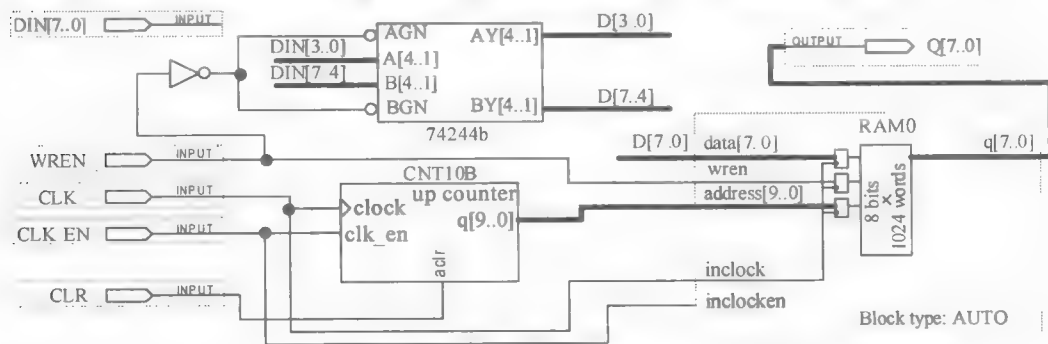 DIN[7..0] INPUT
AGN AY[4..1] D[3..0]
DIN[3..0] A[4..1]
DIN[7..4] B[4..1]
BGN BY[4..1] D[7..4]
74244b
OUTPUT Q[7..0]
WREN INPUT
CLK INPUT
CLK EN INPUT
CLR INPUT
CNT10B
up counter
clock
q[9..0]
clk_en
aclr
RAM0
D[7..0] data[7..0] q[7..0]
wren
address[9..0]
8 bits
×
1024 words
inclock
inclocken
Block type: AUTO